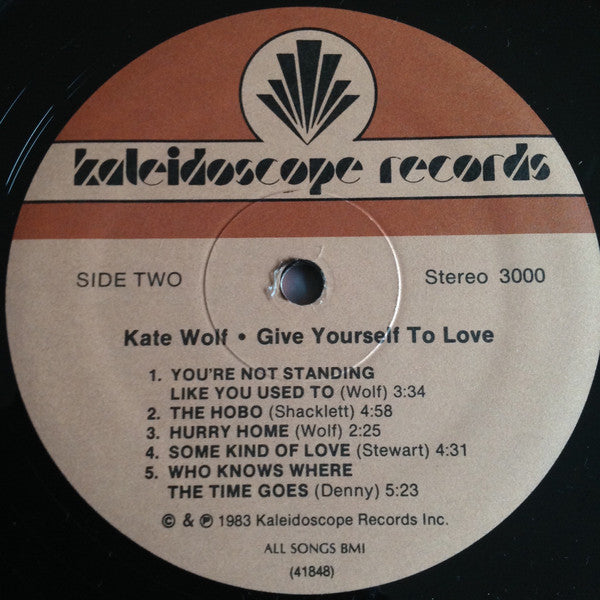 kaleidoscope records
SIDE TWO
Stereo 3000
Kate Wolf • Give Yourself To Love
1. YOU'RE NOT STANDING
LIKE YOU USED TO (Wolf) 3:34
2. THE HOBO (Shacklett) 4:58
3. HURRY HOME (Wolf) 2:25
4. SOME KIND OF LOVE (Stewart) 4:31
5. WHO KNOWS WHERE
THE TIME GOES (Denny) 5:23
© & ℗ 1983 Kaleidoscope Records Inc.
ALL SONGS BMI
(41848)